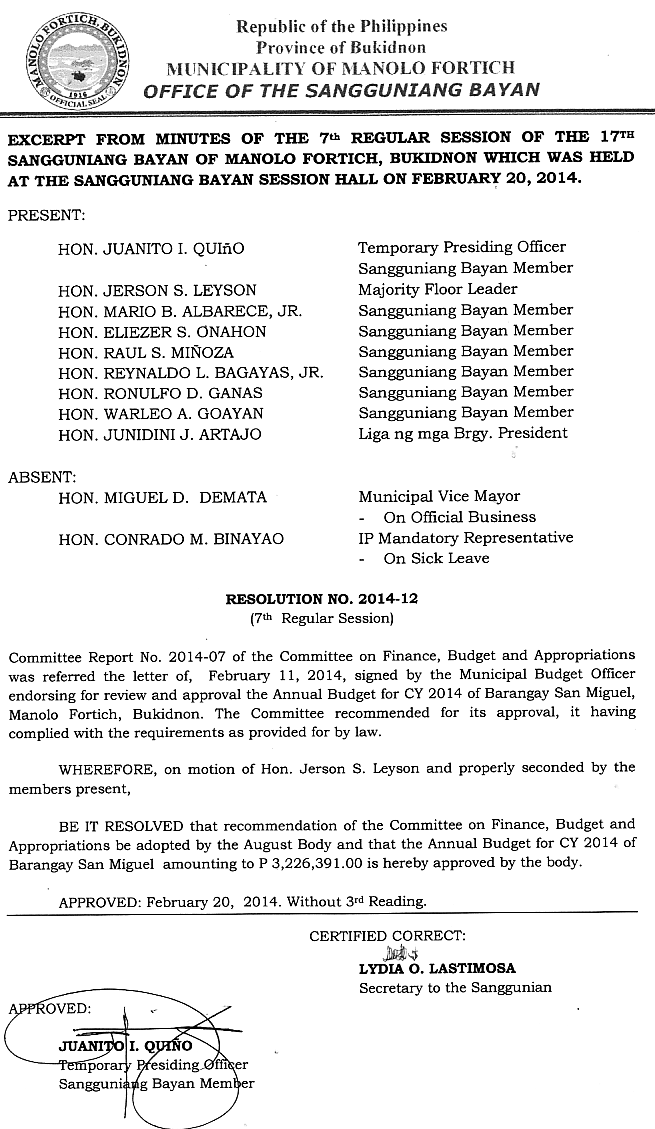 MANOLO FORTICH, BUKIDNON
1916
OFFICIAL SEAL
Republic of the Philippines
Province of Bukidnon
MUNICIPALITY OF MANOLO FORTICH
OFFICE OF THE SANGGUNIANG BAYAN
EXCERPT FROM MINUTES OF THE 7th REGULAR SESSION OF THE 17TH
SANGGUNIANG BAYAN OF MANOLO FORTICH, BUKIDNON WHICH WAS HELD
AT THE SANGGUNIANG BAYAN SESSION HALL ON FEBRUARY 20, 2014.
PRESENT:
HON. JUANITO I. QUIñO Temporary Presiding Officer
Sangguniang Bayan Member
HON. JERSON S. LEYSON Majority Floor Leader
HON. MARIO B. ALBARECE, JR. Sangguniang Bayan Member
HON. ELIEZER S. ONAHON Sangguniang Bayan Member
HON. RAUL S. MIÑOZA Sangguniang Bayan Member
HON. REYNALDO L. BAGAYAS, JR. Sangguniang Bayan Member
HON. RONULFO D. GANAS Sangguniang Bayan Member
HON. WARLEO A. GOAYAN Sangguniang Bayan Member
HON. JUNIDINI J. ARTAJO Liga ng mga Brgy. President
ABSENT:
HON. MIGUEL D. DEMATA Municipal Vice Mayor
- On Official Business
HON. CONRADO M. BINAYAO IP Mandatory Representative
- On Sick Leave
RESOLUTION NO. 2014-12
(7th Regular Session)
Committee Report No. 2014-07 of the Committee on Finance, Budget and Appropriations
was referred the letter of, February 11, 2014, signed by the Municipal Budget Officer
endorsing for review and approval the Annual Budget for CY 2014 of Barangay San Miguel,
Manolo Fortich, Bukidnon. The Committee recommended for its approval, it having
complied with the requirements as provided for by law.
WHEREFORE, on motion of Hon. Jerson S. Leyson and properly seconded by the
members present,
BE IT RESOLVED that recommendation of the Committee on Finance, Budget and
Appropriations be adopted by the August Body and that the Annual Budget for CY 2014 of
Barangay San Miguel amounting to P 3,226,391.00 is hereby approved by the body.
APPROVED: February 20, 2014. Without 3rd Reading.
CERTIFIED CORRECT:
LYDIA O. LASTIMOSA
Secretary to the Sanggunian
APPROVED:
JUANITO I. QUIÑO
Temporary Presiding Officer
Sangguniang Bayan Member